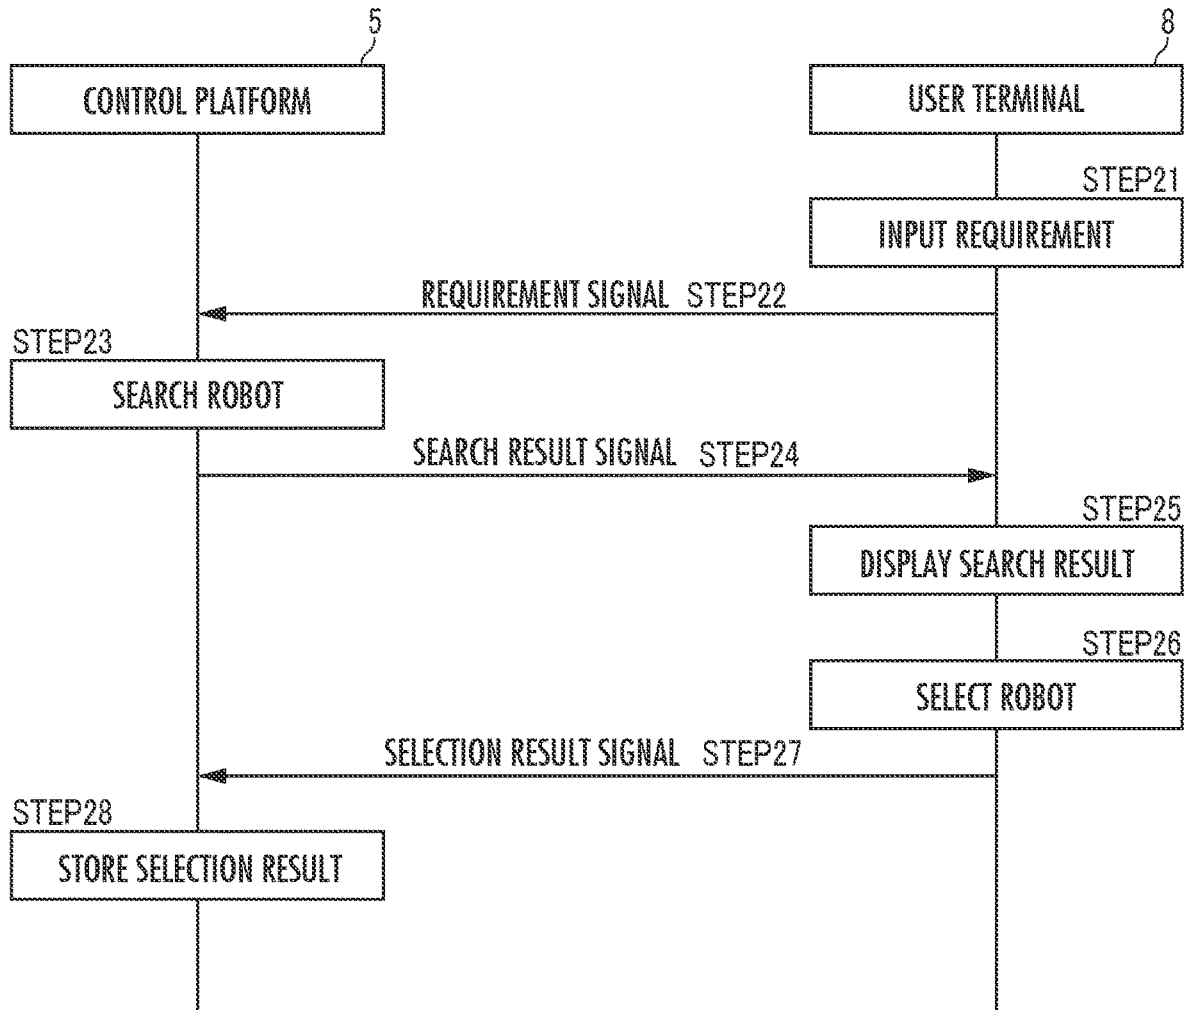 5
8
CONTROL PLATFORM
USER TERMINAL
STEP21
INPUT REQUIREMENT
REQUIREMENT SIGNAL STEP22
STEP23
SEARCH ROBOT
SEARCH RESULT SIGNAL STEP24
STEP25
DISPLAY SEARCH RESULT
STEP26
SELECT ROBOT
SELECTION RESULT SIGNAL STEP27
STEP28
STORE SELECTION RESULT